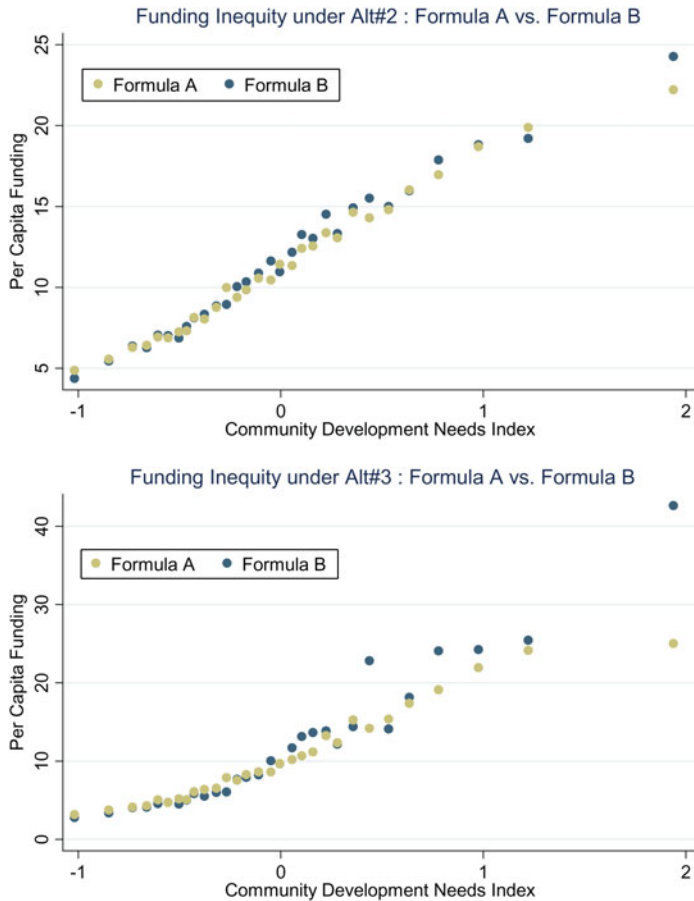 Funding Inequity under Alt#2 : Formula A vs. Formula B
25
20
15
10
5
Per Capita Funding
Formula A Formula B
-1 0 1 2
Community Development Needs Index
Funding Inequity under Alt#3 : Formula A vs. Formula B
40
30
20
10
0
Per Capita Funding
Formula A Formula B
-1 0 1 2
Community Development Needs Index